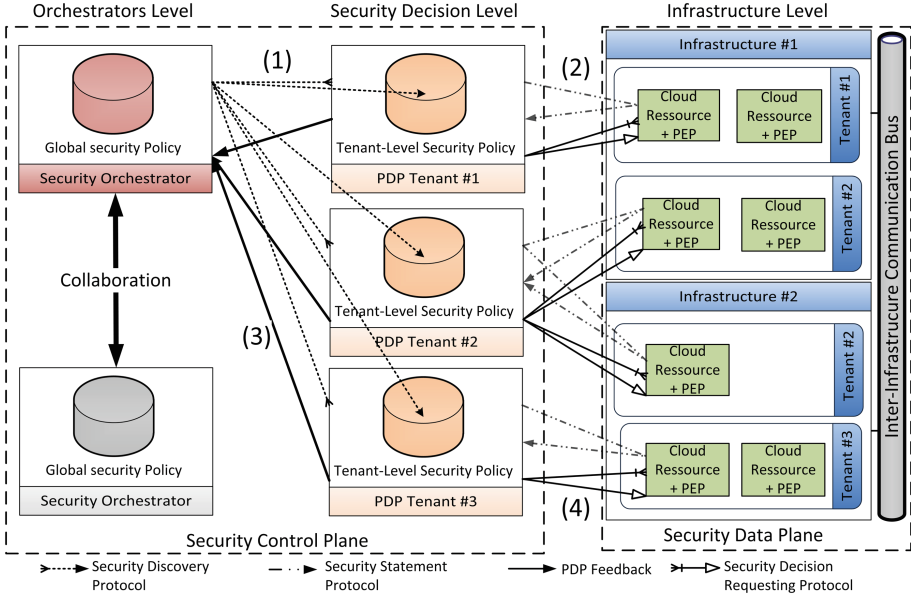 Orchestrators Level
Security Decision Level
Infrastructure Level
(1)
Global security Policy
Security Orchestrator
Collaboration
Global security Policy
Security Orchestrator
Tenant-Level Security Policy
PDP Tenant #1
Tenant-Level Security Policy
PDP Tenant #2
(3)
Tenant-Level Security Policy
PDP Tenant #3
Security Control Plane
(2)
Infrastructure #1
Cloud
Ressource
+ PEP
Cloud
Ressource
+ PEP
Tenant #1
Cloud
Ressource
+ PEP
Cloud
Ressource
+ PEP
Tenant #2
Infrastructure #2
Cloud
Ressource
+ PEP
Tenant #2
Cloud
Ressource
+ PEP
Cloud
Ressource
+ PEP
Tenant #3
(4)
Security Data Plane
Inter-Infrastrucure Communication Bus
Security Discovery
Protocol
Security Statement
Protocol
PDP Feedback
Security Decision
Requesting Protocol